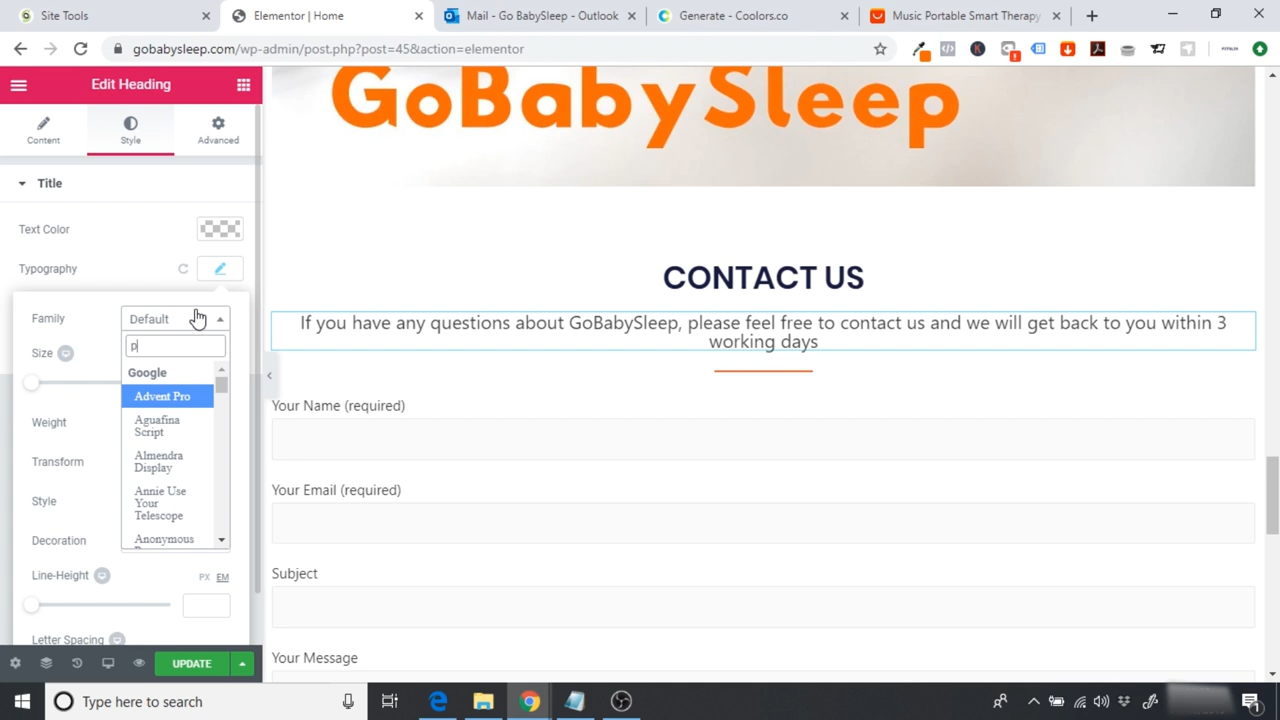 Site Tools
Elementor | Home
Mail - Go BabySleep - Outlook
Generate - Coolors.co
Music Portable Smart Therapy
gobabysleep.com/wp-admin/post.php?post=45&action=elementor
Edit Heading
Content
Style
Advanced
Title
Text Color
Typography
Family
Default
p
Size
Google
Advent Pro
Aguafina
Script
Almendra
Display
Annie Use
Your
Telescope
Anonymous
Weight
Transform
Style
Decoration
Line-Height
PX
EM
Letter Spacing
UPDATE
GoBabySleep
CONTACT US
If you have any questions about GoBabySleep, please feel free to contact us and we will get back to you within 3
working days
Your Name (required)
Your Email (required)
Subject
Your Message
Type here to search